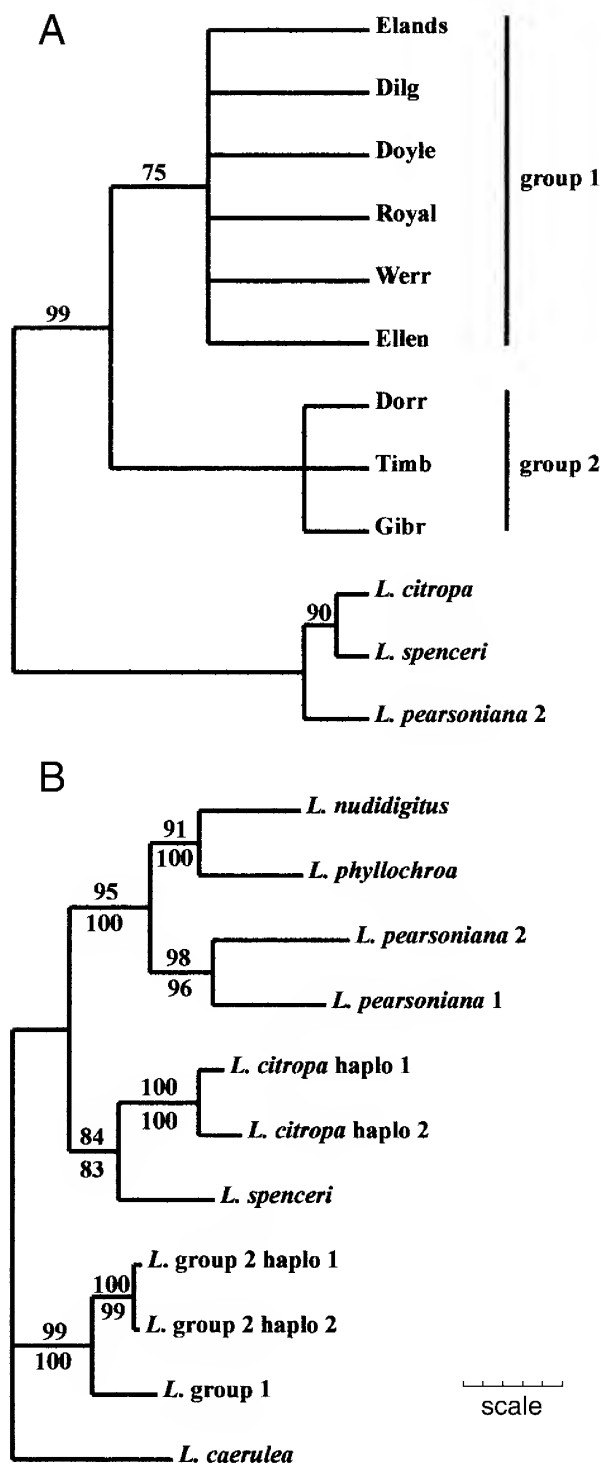 A
Elands
Dilg
Doyle
Royal
Werr
Ellen
group 1
75
99
Dorr
Timb
Gibr
group 2
L. citropa
90
L. spenceri
L. pearsoniana 2
B
L. nudidigitus
91
100
L. phyllochroa
95
100
L. pearsoniana 2
98
96
L. pearsoniana 1
L. citropa haplo 1
100
100
L. citropa haplo 2
84
83
L. spenceri
L. group 2 haplo 1
100
99
L. group 2 haplo 2
99
100
L. group 1
scale
L. caerulea